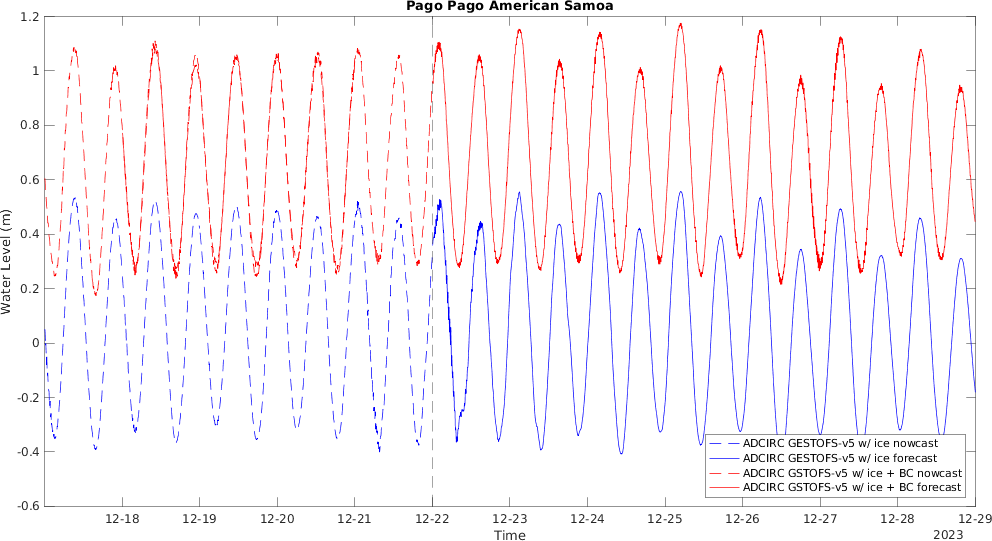 Pago Pago American Samoa
1.2
1
0.8
0.6
0.4
0.2
0
-0.2
-0.4
-0.6
Water Level (m)
ADCIRC GESTOFS-v5 w/ ice nowcast
ADCIRC GESTOFS-v5 w/ ice forecast
ADCIRC GSTOFS-v5 w/ ice + BC nowcast
ADCIRC GSTOFS-v5 w/ ice + BC forecast
12-18 12-19 12-20 12-21 12-22 12-23 12-24 12-25 12-26 12-27 12-28 12-29
Time
2023